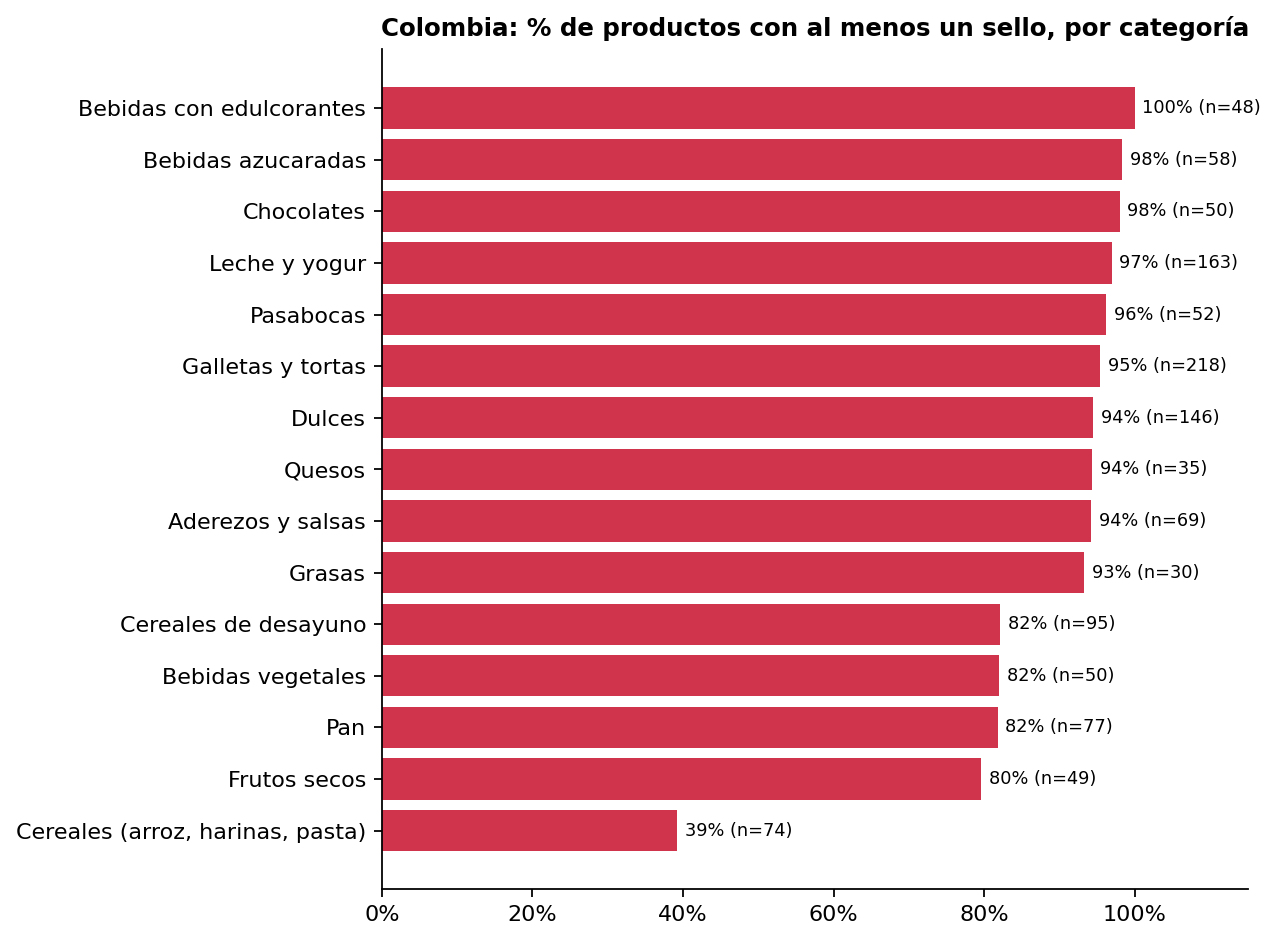 Colombia: % de productos con al menos un sello, por categoría
Bebidas con edulcorantes 100% (n=48)
Bebidas azucaradas 98% (n=58)
Chocolates 98% (n=50)
Leche y yogur 97% (n=163)
Pasabocas 96% (n=52)
Galletas y tortas 95% (n=218)
Dulces 94% (n=146)
Quesos 94% (n=35)
Aderezos y salsas 94% (n=69)
Grasas 93% (n=30)
Cereales de desayuno 82% (n=95)
Bebidas vegetales 82% (n=50)
Pan 82% (n=77)
Frutos secos 80% (n=49)
Cereales (arroz, harinas, pasta) 39% (n=74)
0% 20% 40% 60% 80% 100%